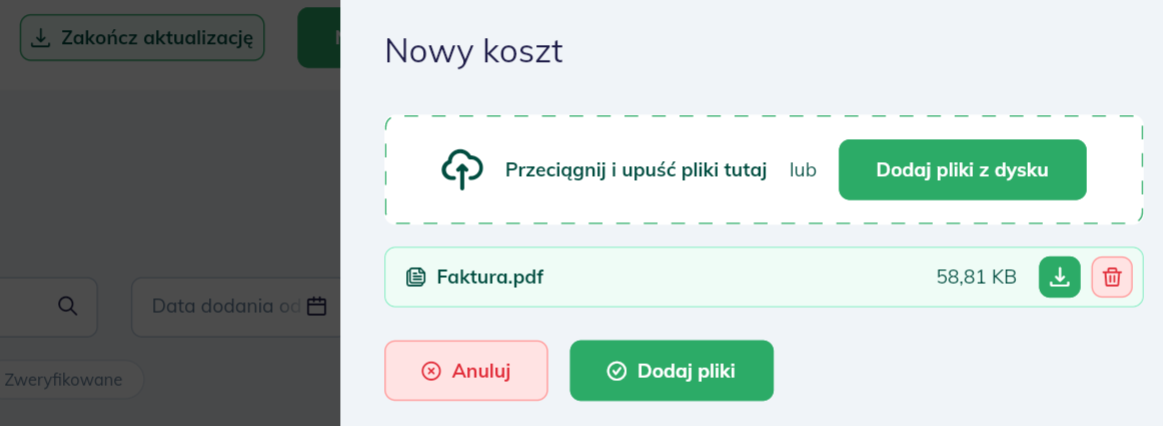 Zakończ aktualizację
Nowy koszt
Przeciągnij i upuść pliki tutaj lub Dodaj pliki z dysku
Faktura.pdf 58,81 KB
Data dodania od
Anuluj Dodaj pliki
Zweryfikowane